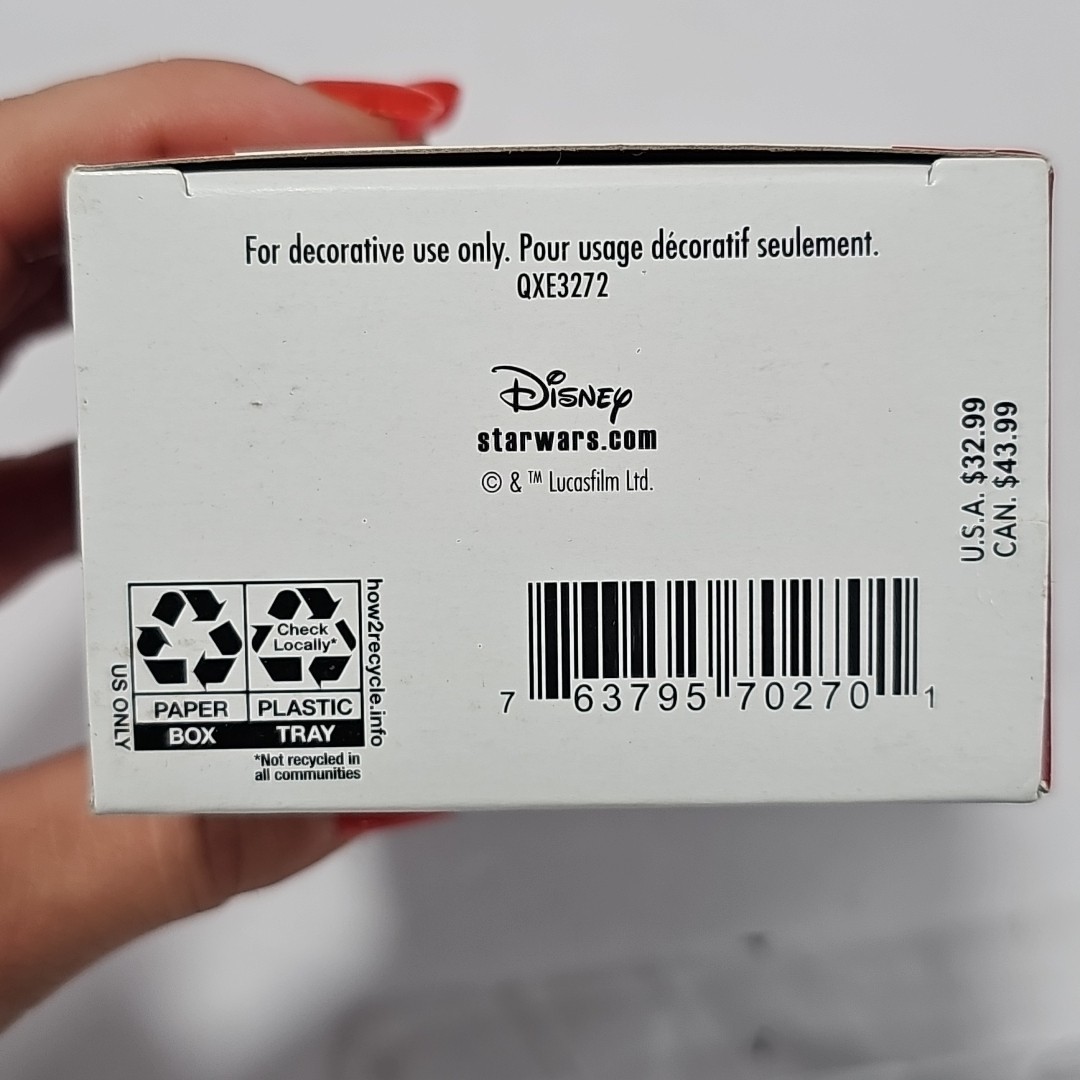 For decorative use only. Pour usage décoratif seulement.
QXE3272
Disney
starwars.com
© & ™ Lucasfilm Ltd.
U.S.A. $32.99
CAN. $43.99
US ONLY
PAPER
BOX
Check
Locally*
PLASTIC
TRAY
*Not recycled in
all communities
how2recycle.info
7 63795 70270 1